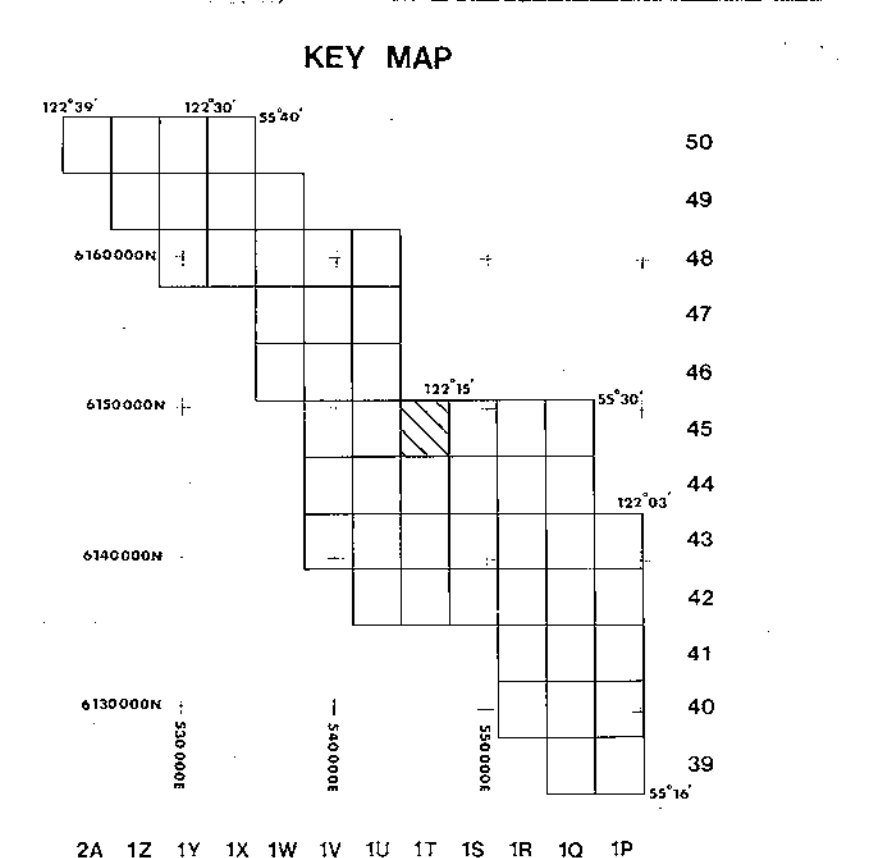 KEY MAP
122°39′ 122°30′ 55°40′
50
49
6160000N 48
47
46
122°15′
6150000N 55°30′
45
44
122°03′
43
6140000N
42
41
6130000N 40
530000E 540000E 550000E
39
55°16′
2A 1Z 1Y 1X 1W 1V 1U 1T 1S 1R 1Q 1P